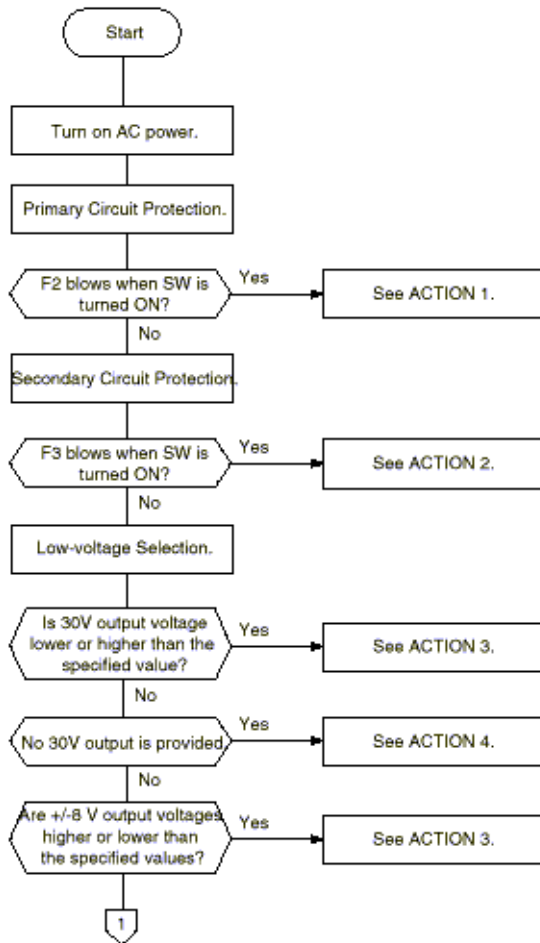 Start
Turn on AC power.
Primary Circuit Protection.
F2 blows when SW is
turned ON?
Yes
See ACTION 1.
No
Secondary Circuit Protection.
F3 blows when SW is
turned ON?
Yes
See ACTION 2.
No
Low-voltage Selection.
Is 30V output voltage
lower or higher than the
specified value?
Yes
See ACTION 3.
No
No 30V output is provided
Yes
See ACTION 4.
No
Are +/-8 V output voltages
higher or lower than
the specified values?
Yes
See ACTION 3.
1